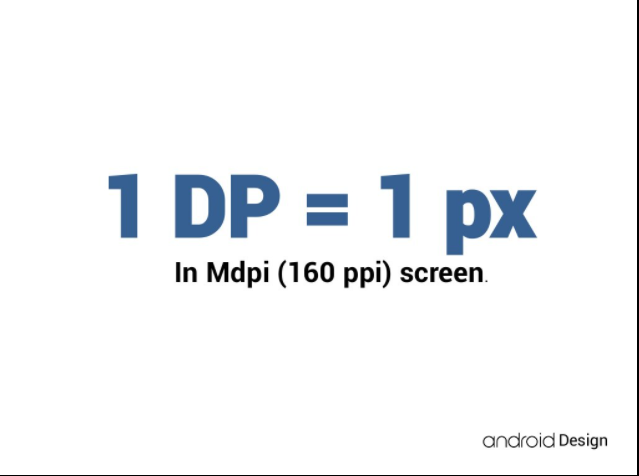 1 DP = 1 px
In Mdpi (160 ppi) screen.
android Design